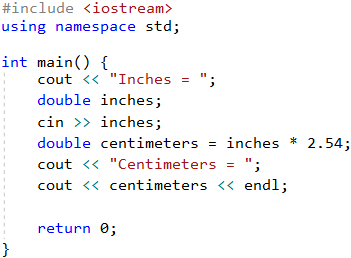 #include <iostream>
using namespace std;
int main() {
cout << "Inches = ";
double inches;
cin >> inches;
double centimeters = inches * 2.54;
cout << "Centimeters = ";
cout << centimeters << endl;
return 0;
}